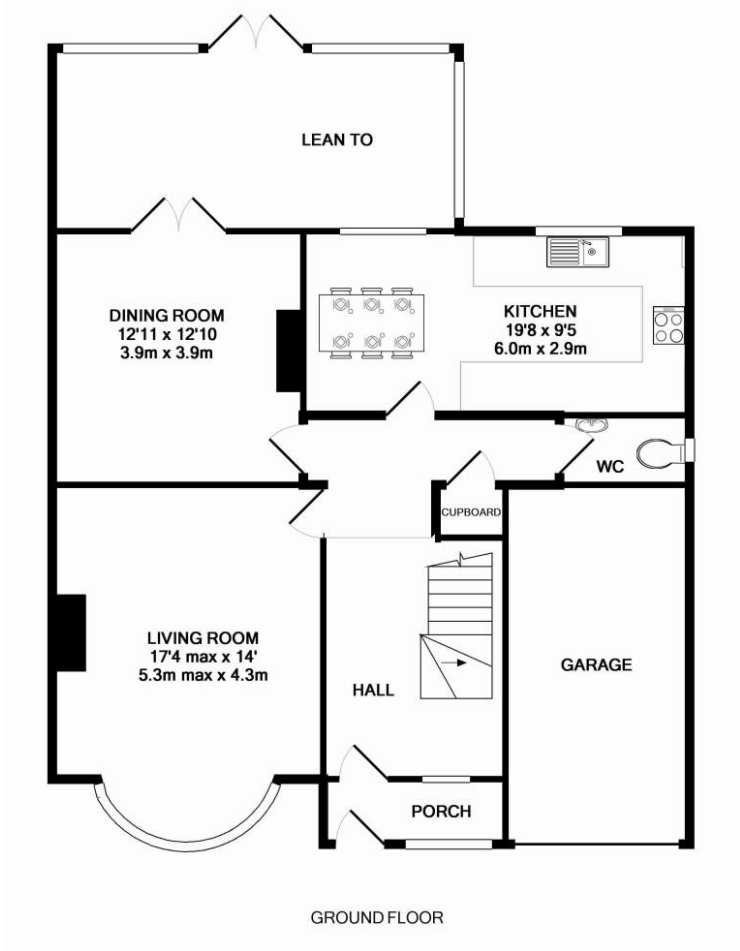 LEAN TO
DINING ROOM
12'11 x 12'10
3.9m x 3.9m
KITCHEN
19'8 x 9'5
6.0m x 2.9m
WC
CUPBOARD
LIVING ROOM
17'4 max x 14'
5.3m max x 4.3m
HALL
GARAGE
PORCH
GROUND FLOOR